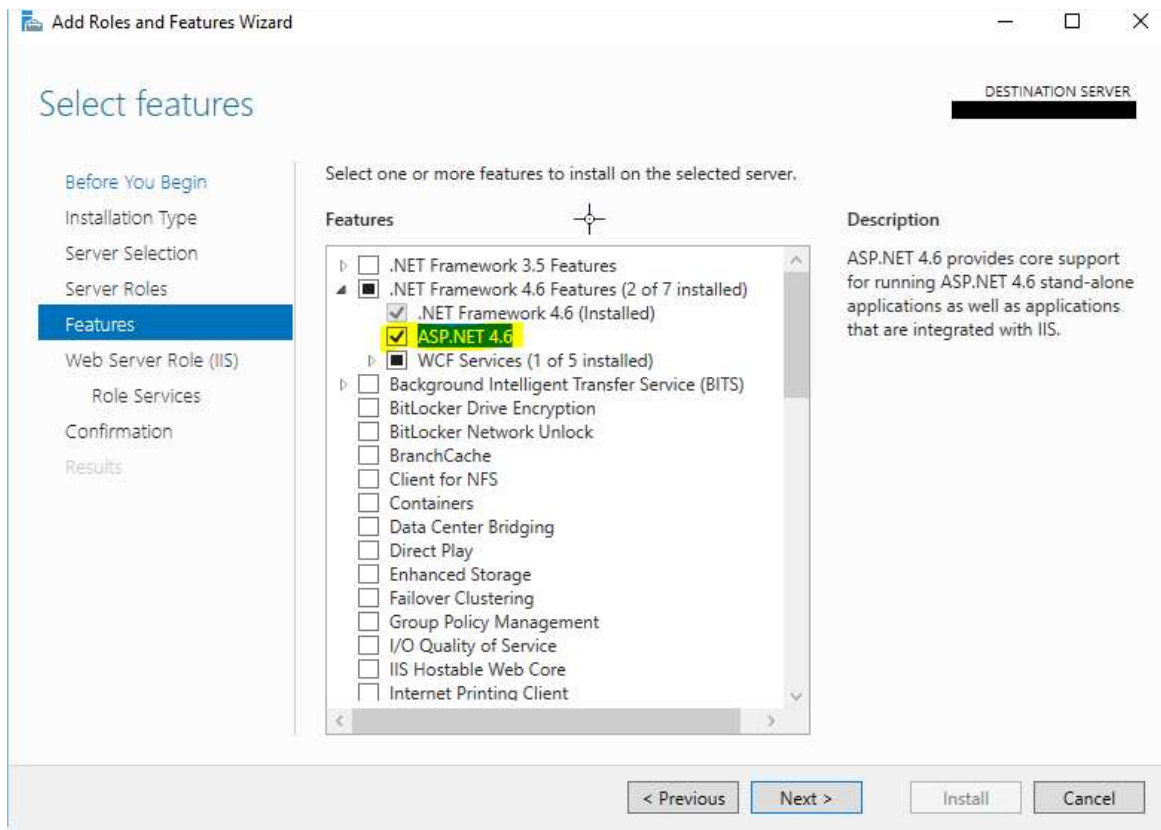 Add Roles and Features Wizard
Select features
DESTINATION SERVER
Before You Begin
Installation Type
Server Selection
Server Roles
Features
Web Server Role (IIS)
Role Services
Confirmation
Results
Select one or more features to install on the selected server.
Features
.NET Framework 3.5 Features
.NET Framework 4.6 Features (2 of 7 installed)
.NET Framework 4.6 (Installed)
ASP.NET 4.6
WCF Services (1 of 5 installed)
Background Intelligent Transfer Service (BITS)
BitLocker Drive Encryption
BitLocker Network Unlock
BranchCache
Client for NFS
Containers
Data Center Bridging
Direct Play
Enhanced Storage
Failover Clustering
Group Policy Management
I/O Quality of Service
IIS Hostable Web Core
Internet Printing Client
Description
ASP.NET 4.6 provides core support
for running ASP.NET 4.6 stand-alone
applications as well as applications
that are integrated with IIS.
< Previous
Next >
Install
Cancel